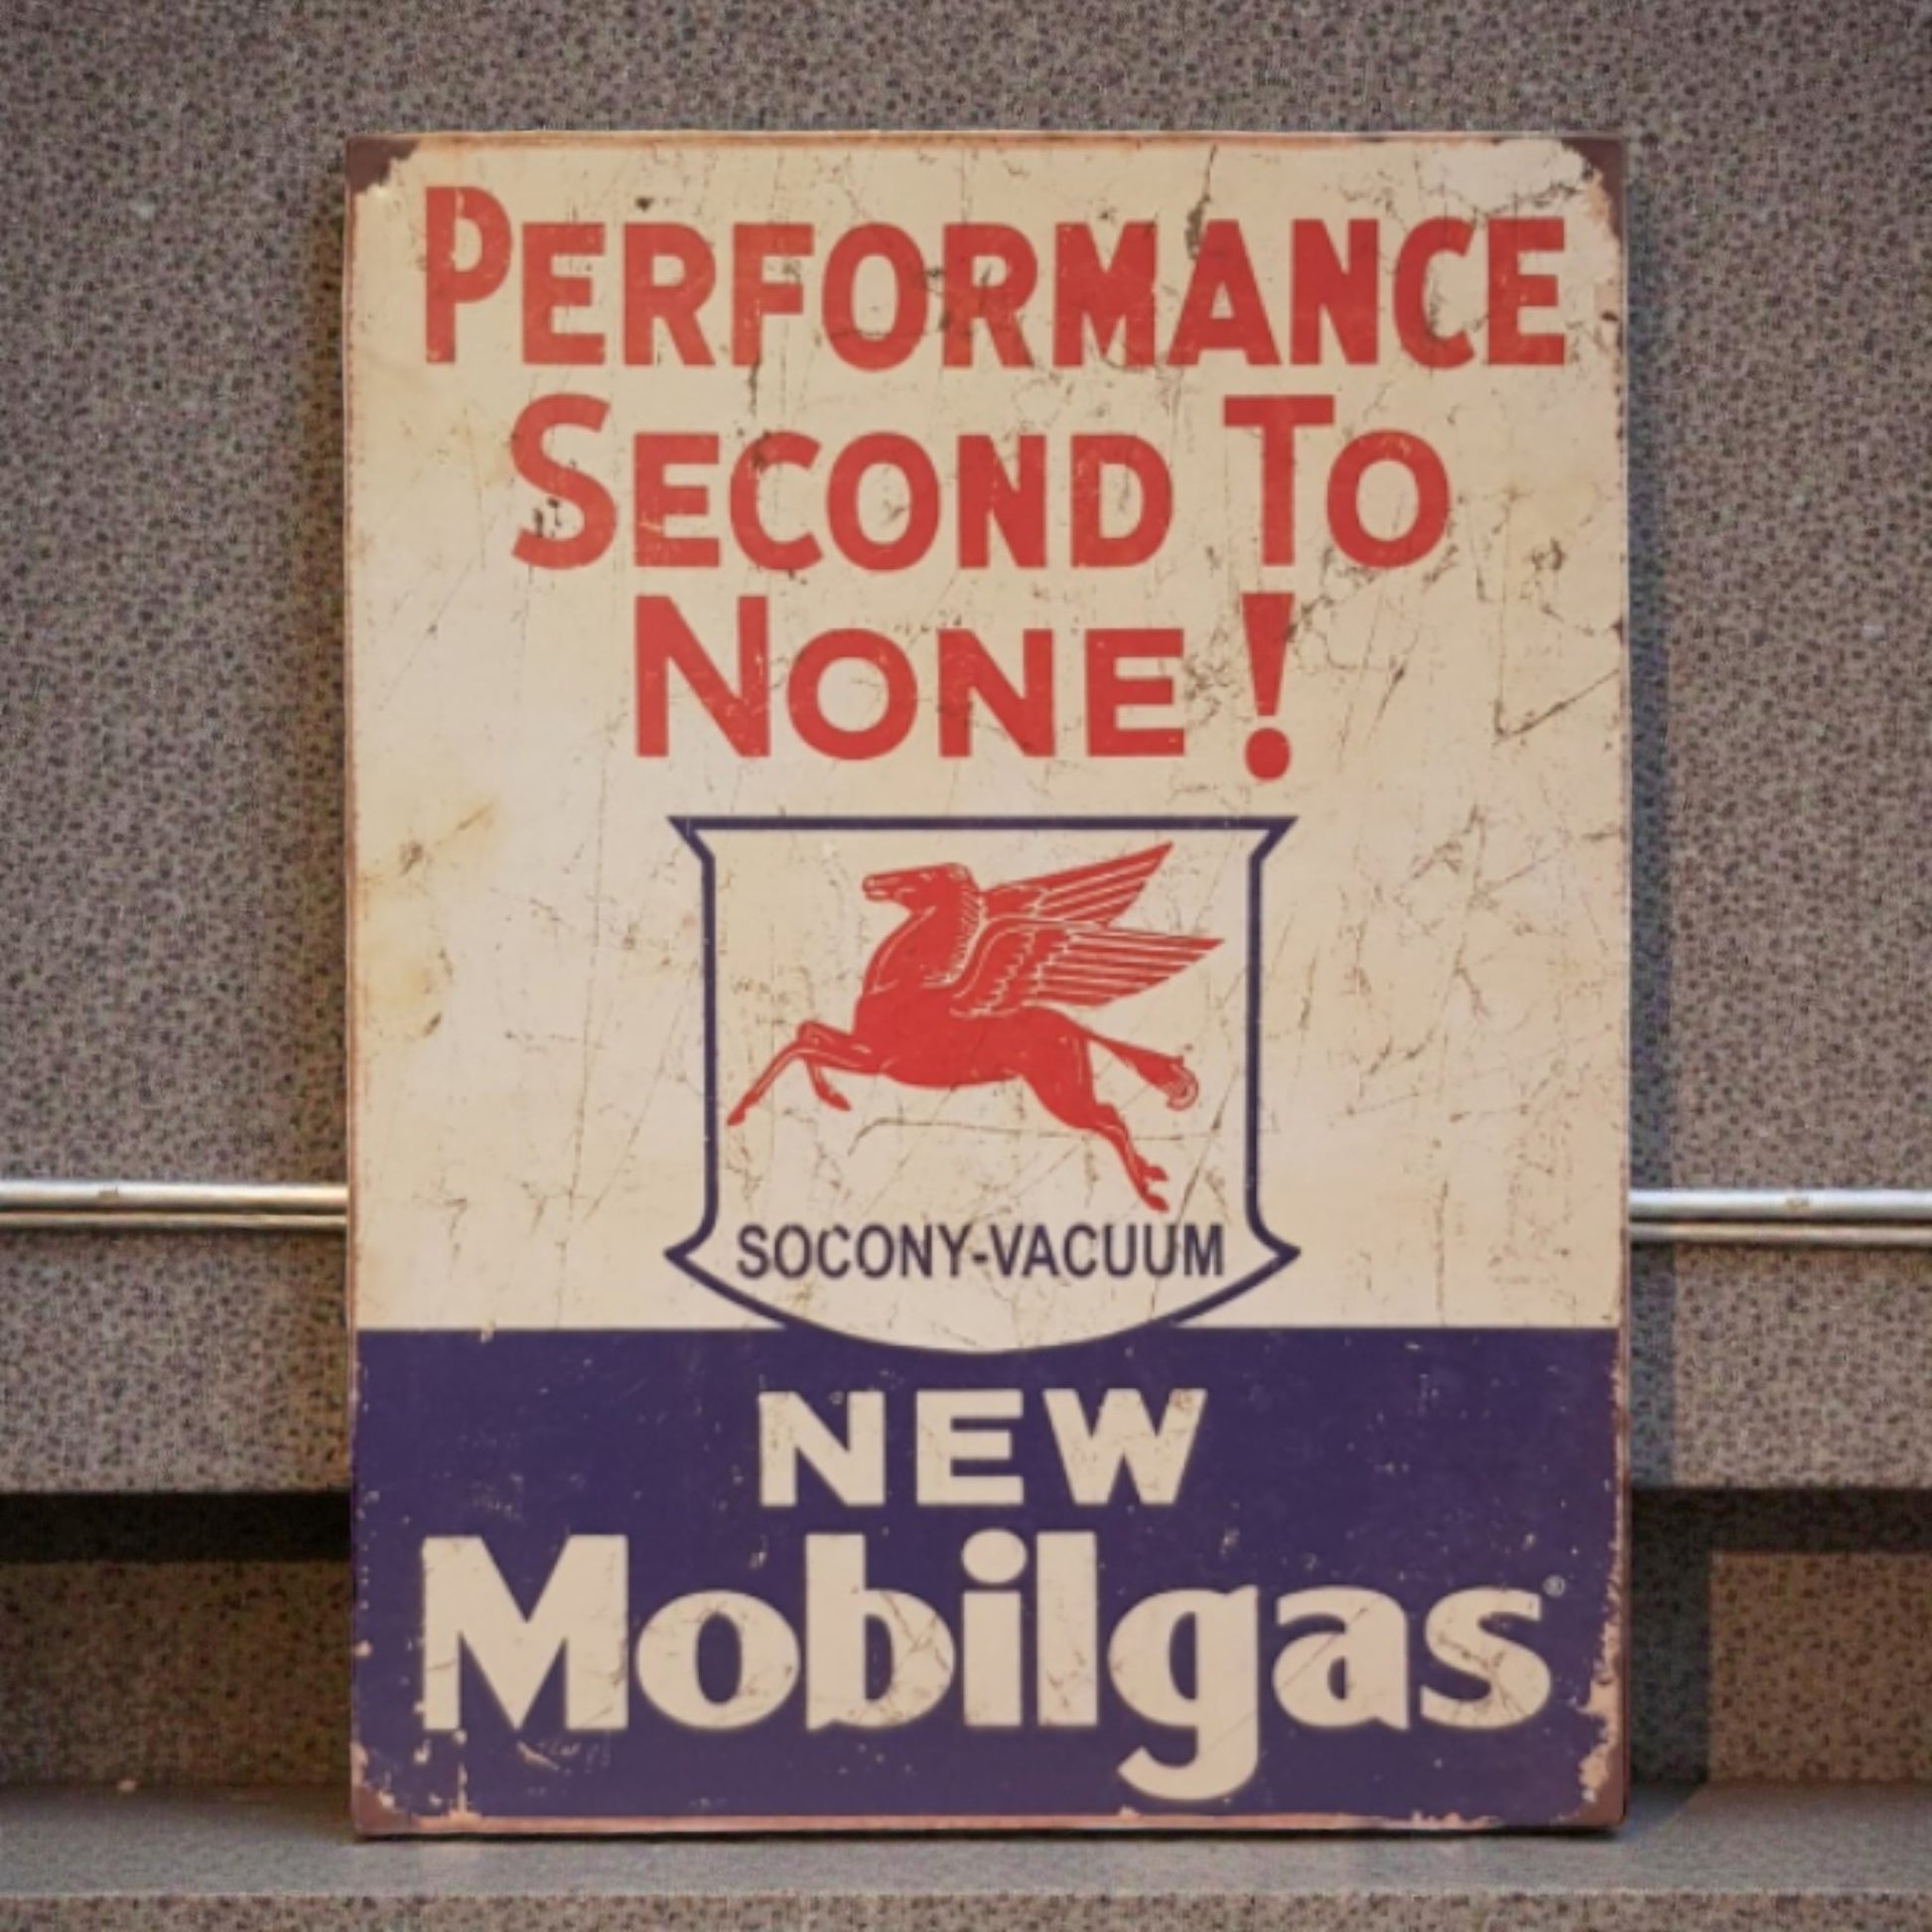 PERFORMANCE
SECOND TO
NONE!
SOCONY-VACUUM
NEW
Mobilgas®